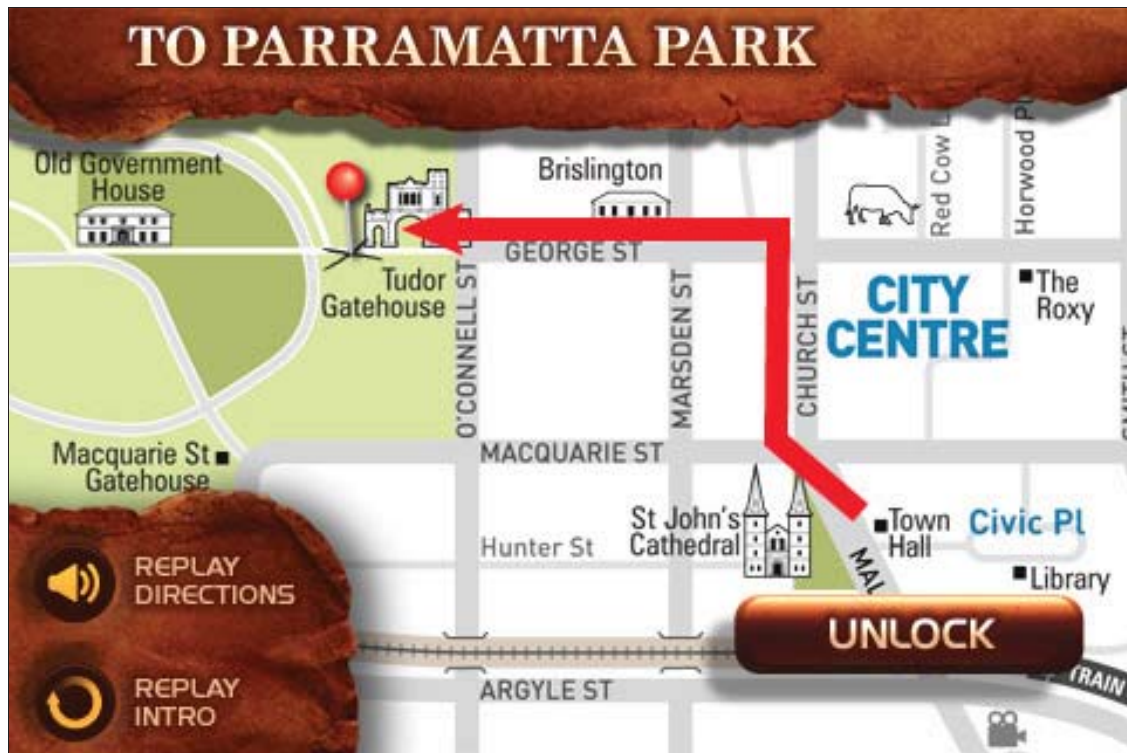 TO PARRAMATTA PARK
Old Government
House
Brislington
Red Cow
Horwood
GEORGE ST
Tudor
Gatehouse
O'CONNELL ST
MARSDEN ST
CHURCH ST
CITY
CENTRE
The
Roxy
MACQUARIE ST
Macquarie St
Gatehouse
St John's
Cathedral
Town
Hall
Civic Pl
Hunter St
Library
REPLAY
DIRECTIONS
UNLOCK
ARGYLE ST
TRAIN
REPLAY
INTRO